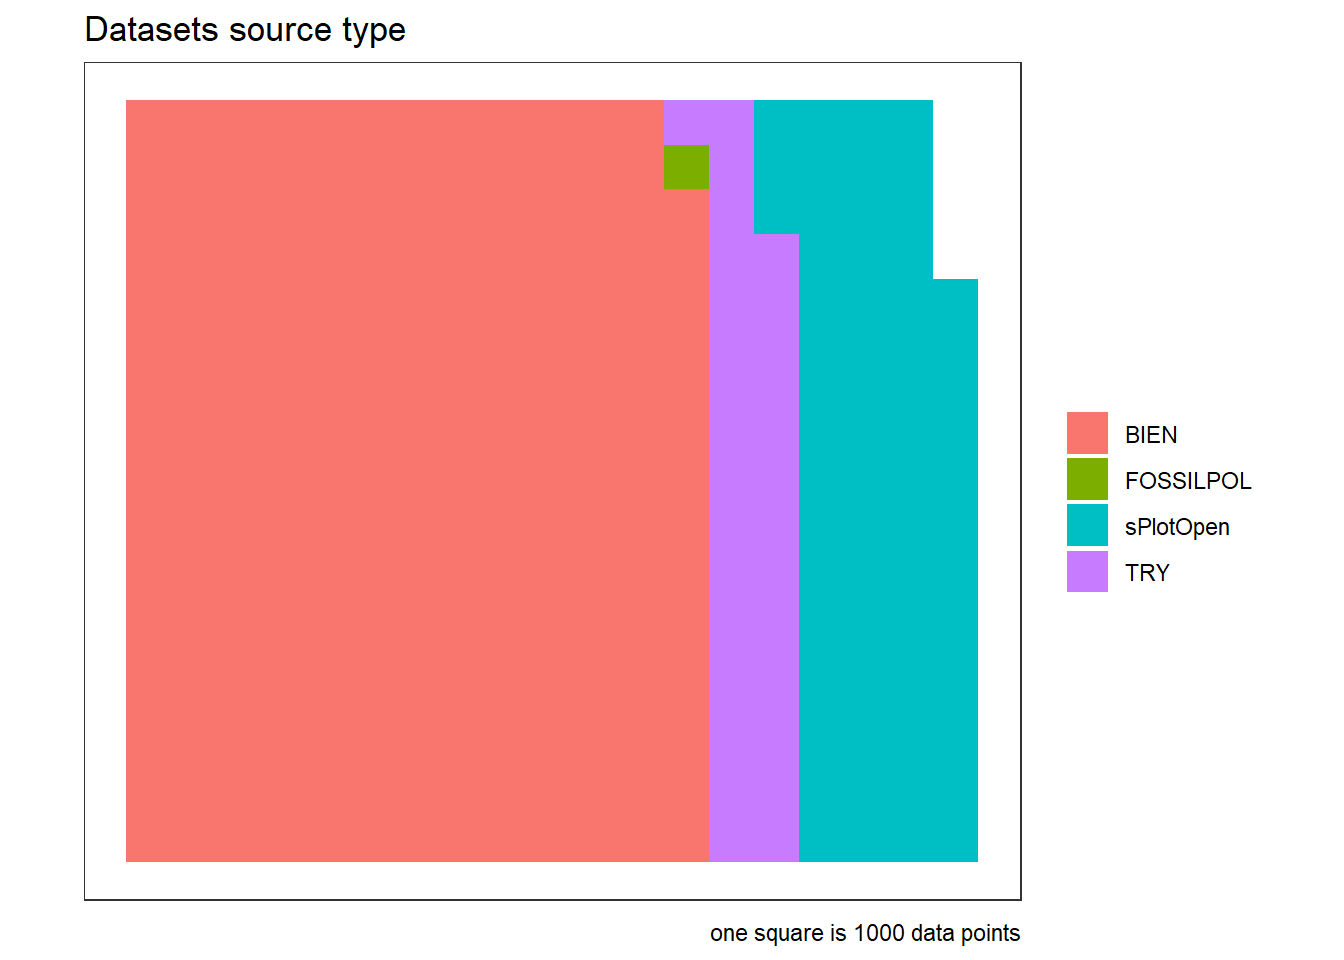 Datasets source type
BIEN
FOSSILPOL
sPlotOpen
TRY
one square is 1000 data points